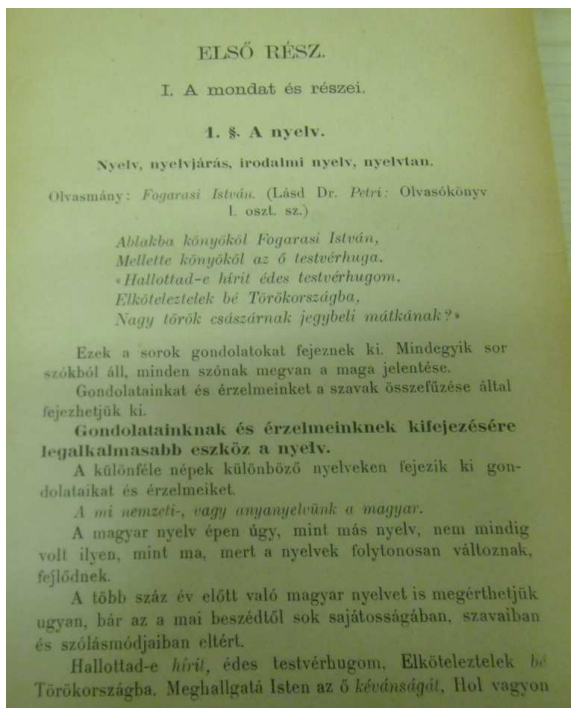 ELSŐ RÉSZ.
I. A mondat és részei.
1. §. A nyelv.
Nyelv, nyelvjárás, irodalmi nyelv, nyelvtan.
Olvasmány: Fogarasi István. (Lásd Dr. Petri: Olvasókönyv
I. oszt. sz.)
Ablakba könyököl Fogarasi István,
Mellette könyököl az ő testvérhuga.
«Hallottad-e hírit édes testvérhugom,
Elköteleztelek bé Törökországba,
Nagy török császárnak jegybeli mátkának?»
Ezek a sorok gondolatokat fejeznek ki. Mindegyik sor
szókból áll, minden szónak megvan a maga jelentése.
Gondolatainkat és érzelmeinket a szavak összefűzése által
fejezhetjük ki.
Gondolatainknak és érzelmeinknek kifejezésére
legalkalmasabb eszköz a nyelv.
A különféle népek különböző nyelveken fejezik ki gon-
dolataikat és érzelmeiket.
A mi nemzeti-, vagy anyanyelvünk a magyar.
A magyar nyelv épen úgy, mint más nyelv, nem mindig
volt ilyen, mint ma, mert a nyelvek folytonosan változnak,
fejlődnek.
A több száz év előtt való magyar nyelvet is megérthetjük
ugyan, bár az a mai beszédtől sok sajátosságában, szavaiban
és szólásmódjaiban eltért.
Hallottad-e hírit, édes testvérhugom, Elköteleztelek bé
Törökországba. Meghallgatá Isten az ő kévánságát, Hol vagyon